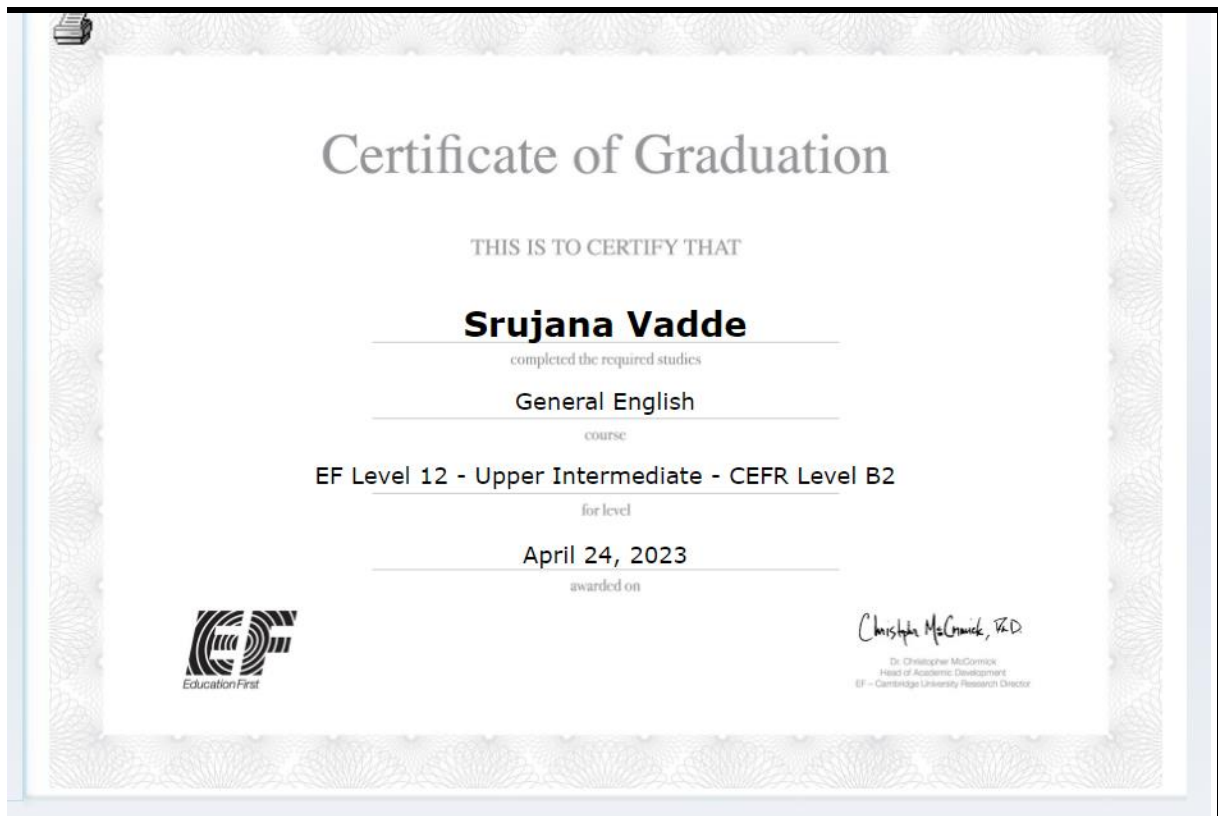 Certificate of Graduation
THIS IS TO CERTIFY THAT
Srujana Vadde
completed the required studies
General English
course
EF Level 12 - Upper Intermediate - CEFR Level B2
for level
April 24, 2023
awarded on
EF
Education First
Christopher McCormick, Ph.D.
Dr. Christopher McCormick
Head of Academic Development
EF – Cambridge University Research Director